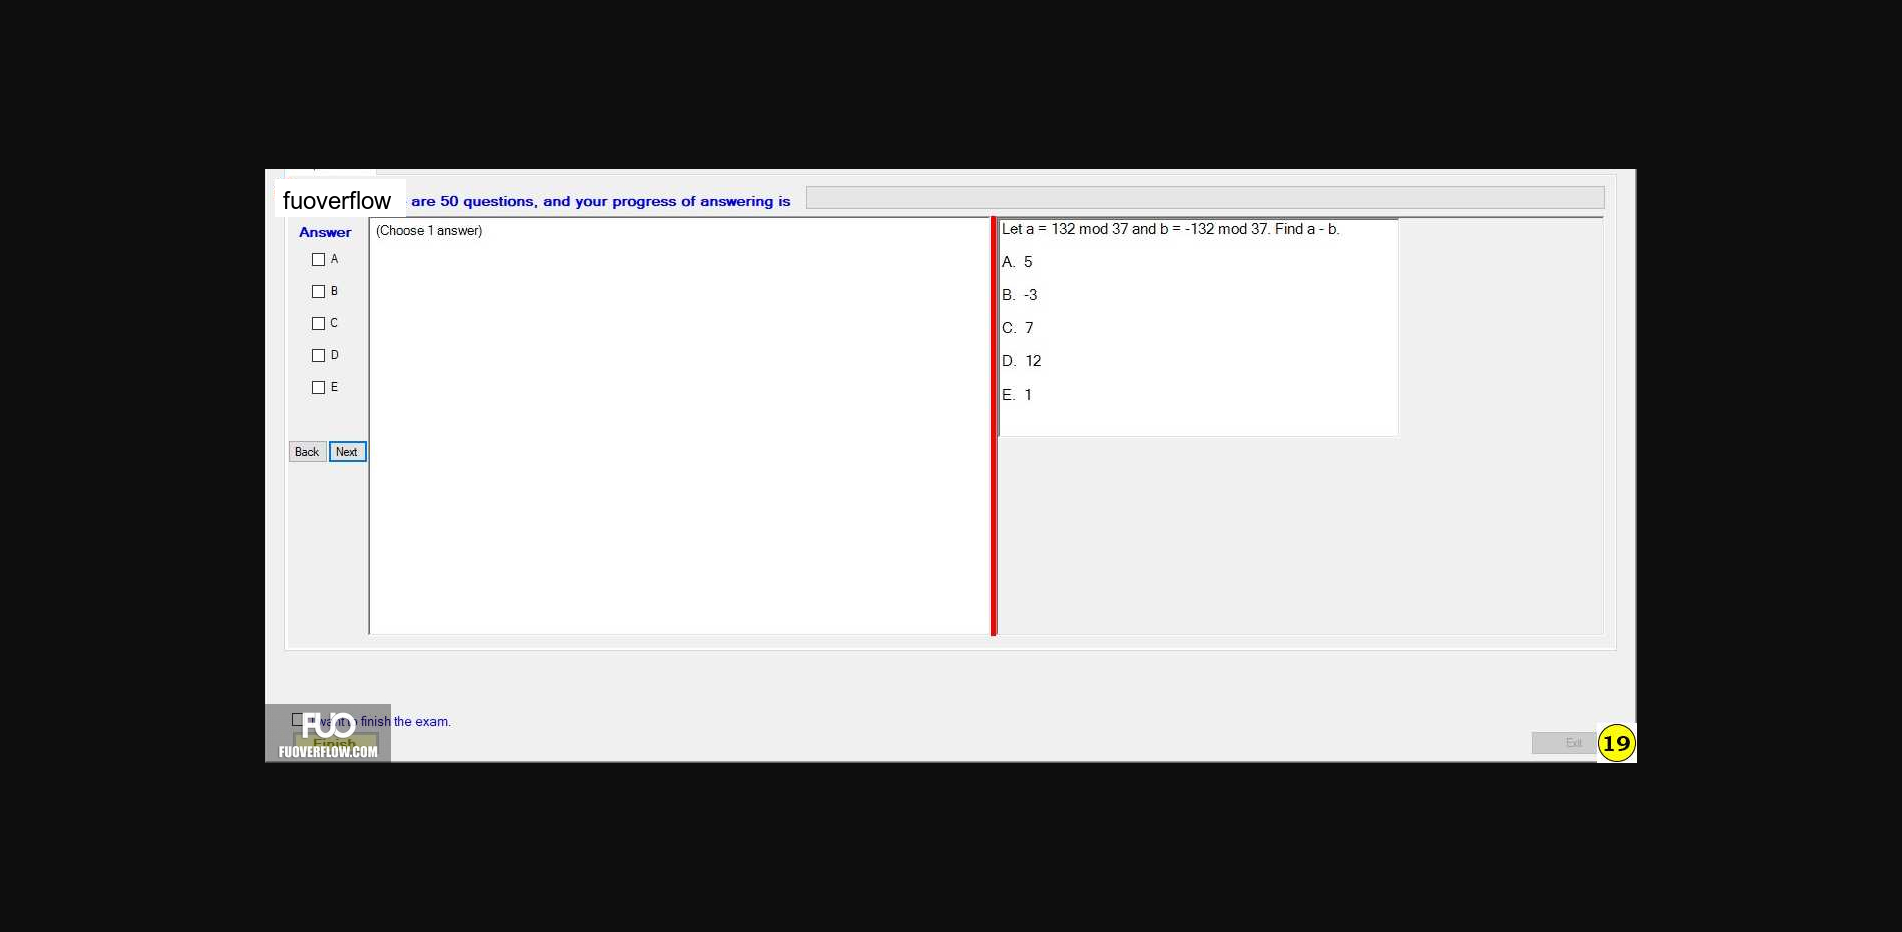 fuoverflow are 50 questions, and your progress of answering is
Answer
(Choose 1 answer)
A
B
C
D
E
Back Next
Let a = 132 mod 37 and b = -132 mod 37. Find a - b.
A. 5
B. -3
C. 7
D. 12
E. 1
I want to finish the exam.
FUO
Finish
FUOVERFLOW.COM
Exit
19